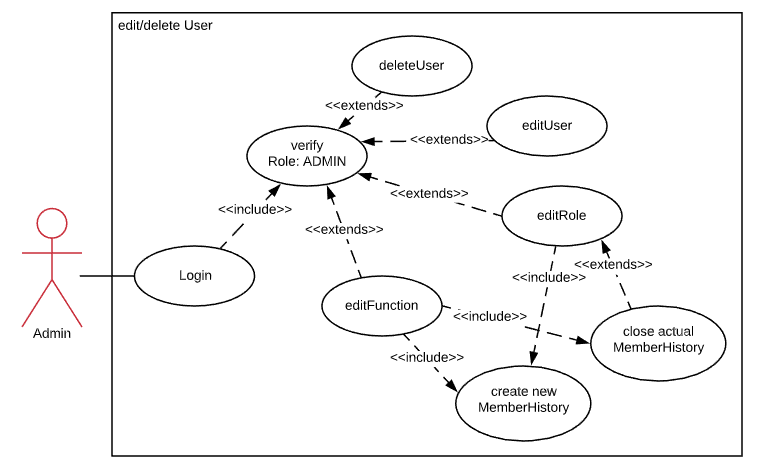 edit/delete User
deleteUser
<<extends>>
editUser
<<extends>>
verify
Role: ADMIN
<<extends>>
<<include>>
editRole
<<extends>>
<<include>>
<<extends>>
Login
editFunction
<<include>>
Admin
close actual
MemberHistory
<<include>>
create new
MemberHistory